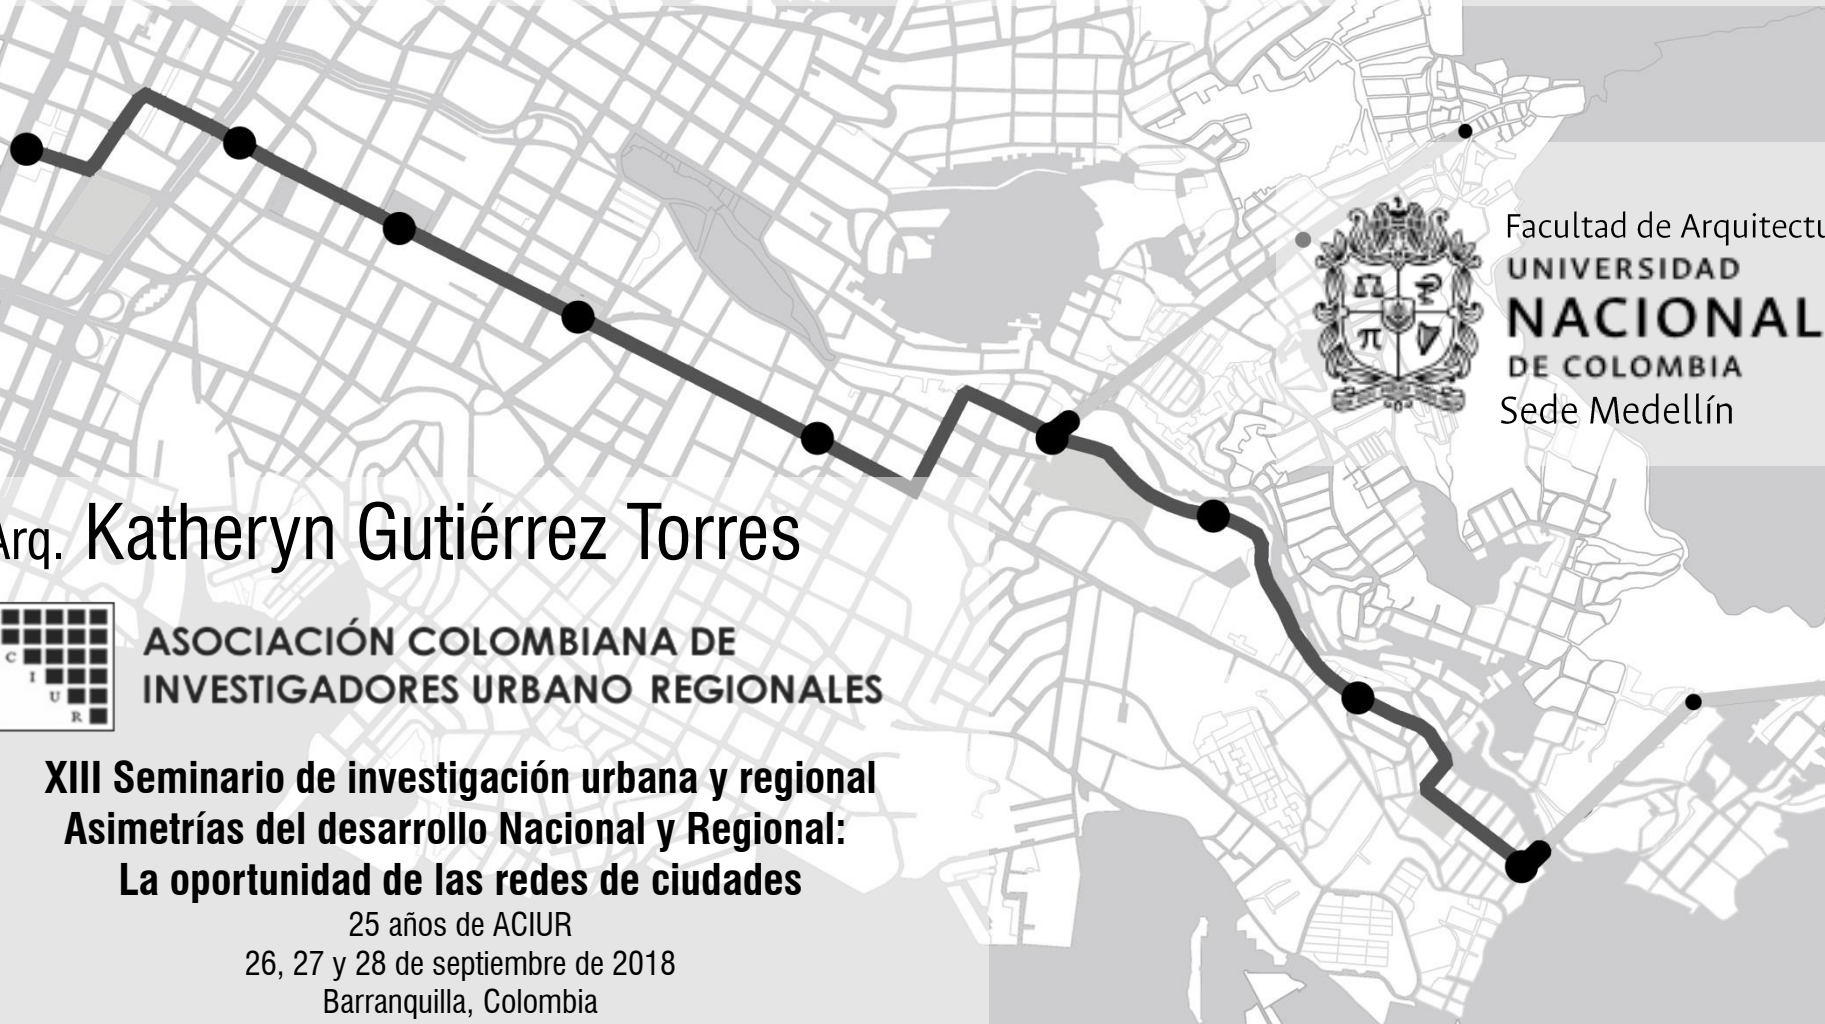 Facultad de Arquitectu
UNIVERSIDAD
NACIONAL
DE COLOMBIA
Sede Medellín
Arq. Katheryn Gutiérrez Torres
C
I
U
R
ASOCIACIÓN COLOMBIANA DE
INVESTIGADORES URBANO REGIONALES
XIII Seminario de investigación urbana y regional
Asimetrías del desarrollo Nacional y Regional:
La oportunidad de las redes de ciudades
25 años de ACIUR
26, 27 y 28 de septiembre de 2018
Barranquilla, Colombia